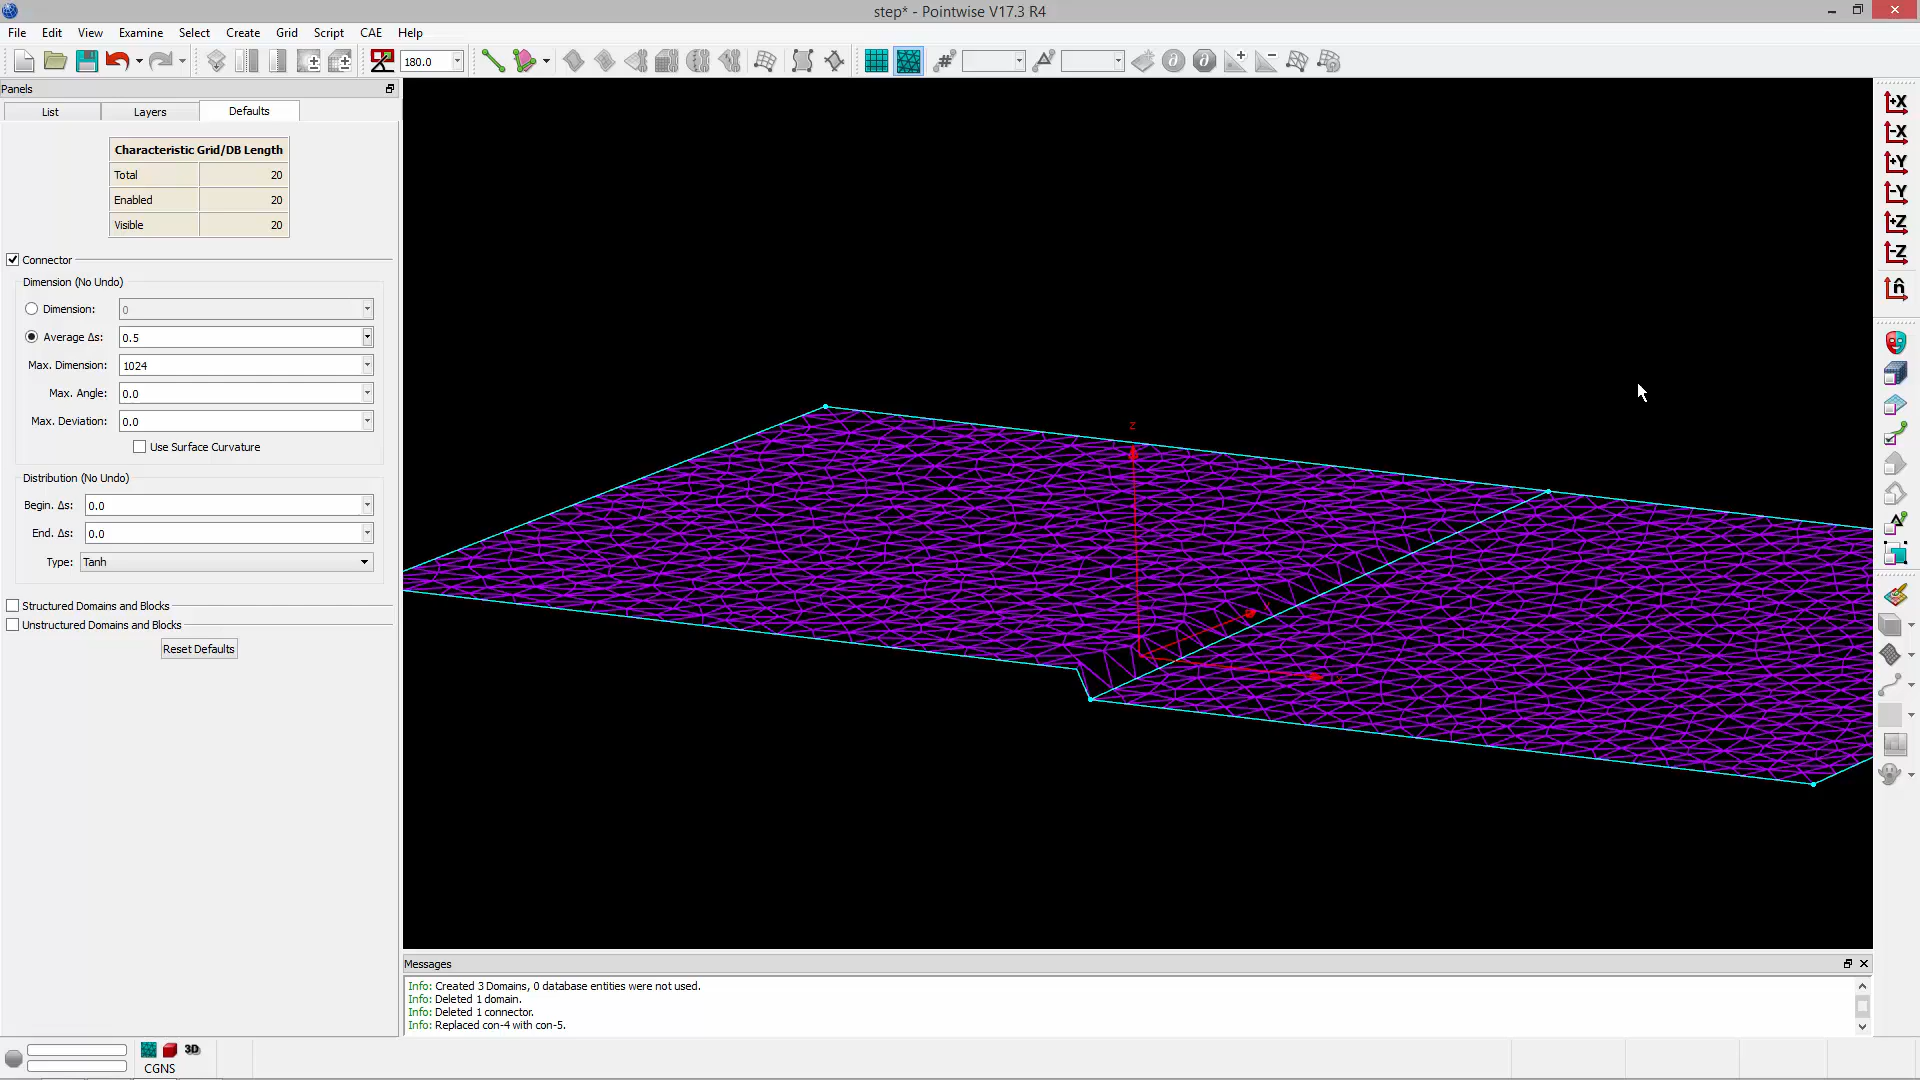 step* - Pointwise V17.3 R4
File Edit View Examine Select Create Grid Script CAE Help
180.0
Panels
List Layers Defaults
Characteristic Grid/DB Length
Total 20
Enabled 20
Visible 20
Connector
Dimension (No Undo)
Dimension: 0
Average Δs: 0.5
Max. Dimension: 1024
Max. Angle: 0.0
Max. Deviation: 0.0
Use Surface Curvature
Distribution (No Undo)
Begin. Δs: 0.0
End. Δs: 0.0
Type: Tanh
Structured Domains and Blocks
Unstructured Domains and Blocks
Reset Defaults
z
+X
-X
+Y
-Y
+Z
-Z
n̂
Messages
Info: Created 3 Domains, 0 database entities were not used.
Info: Deleted 1 domain.
Info: Deleted 1 connector.
Info: Replaced con-4 with con-5.
3D
CGNS